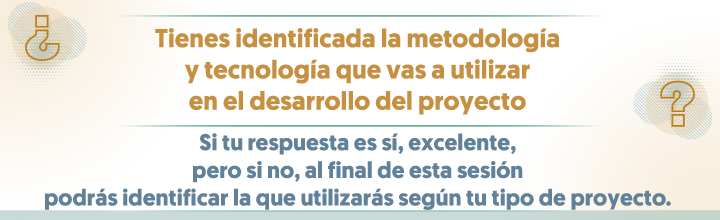 ¿
Tienes identificada la metodología
y tecnología que vas a utilizar
en el desarrollo del proyecto
?
Si tu respuesta es sí, excelente,
pero si no, al final de esta sesión
podrás identificar la que utilizarás según tu tipo de proyecto.